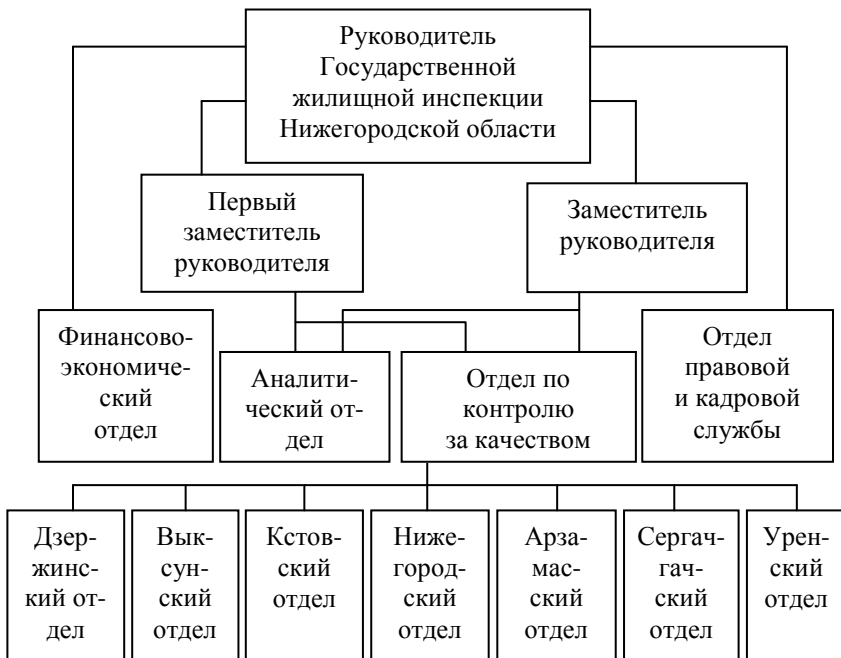 Руководитель
Государственной
жилищной инспекции
Нижегородской области
Первый
заместитель
руководителя
Заместитель
руководителя
Финансово-
экономиче-
ский
отдел
Аналити-
ческий от-
дел
Отдел по
контролю
за качеством
Отдел
правовой
и кадровой
службы
Дзер-
жинс-
кий от-
дел
Вык-
сун-
ский
отдел
Кстов-
ский
отдел
Ниже-
город-
ский
отдел
Арза-
мас-
ский
отдел
Сергач-
гач-
ский
отдел
Урен-
ский
отдел